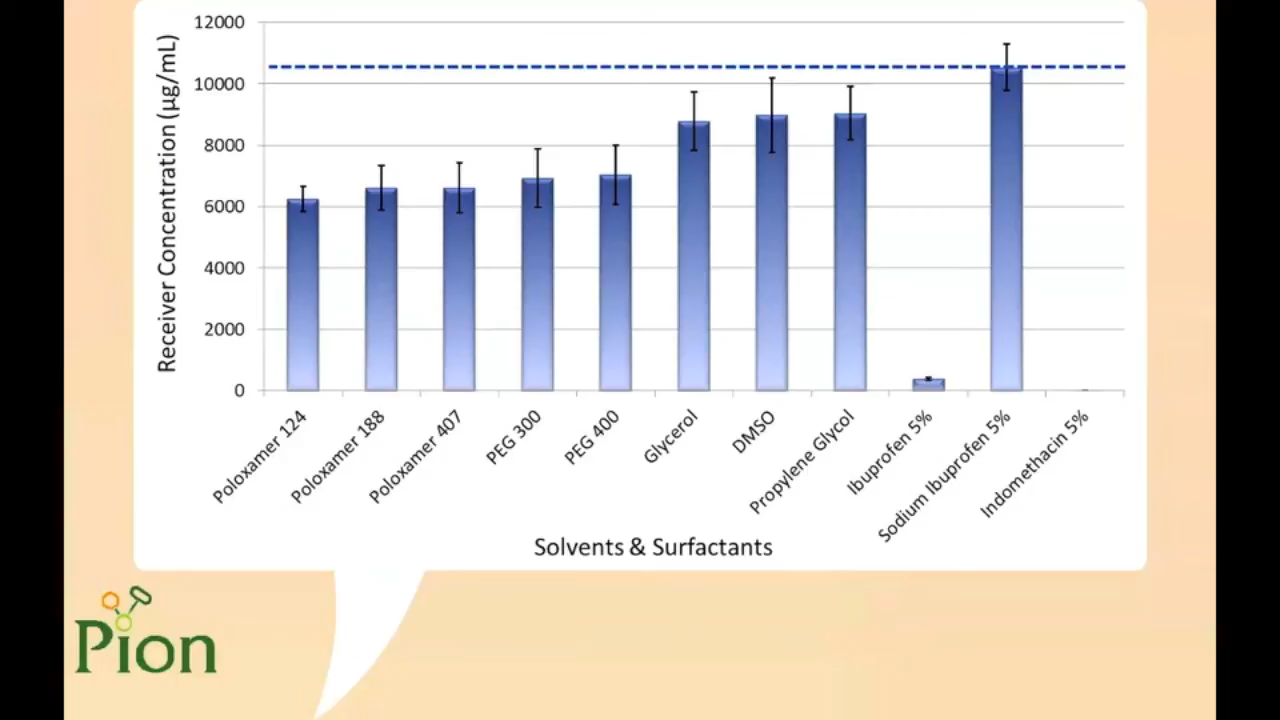 12000
10000
8000
6000
4000
2000
0
Receiver Concentration (µg/mL)
Poloxamer 124
Poloxamer 188
Poloxamer 407
PEG 300
PEG 400
Glycerol
DMSO
Propylene Glycol
Ibuprofen 5%
Sodium Ibuprofen 5%
Indomethacin 5%
Solvents & Surfactants
Pion